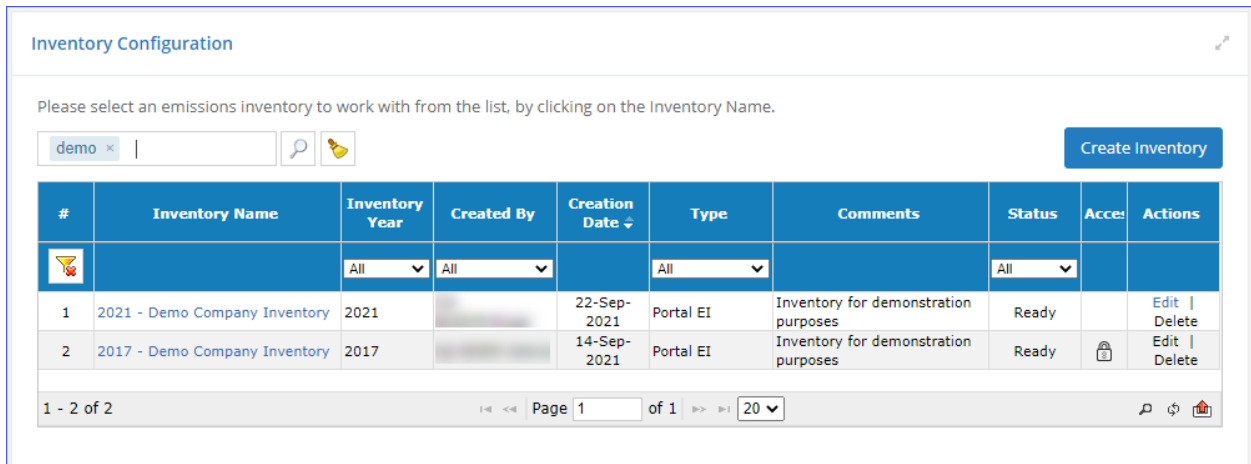 Inventory Configuration
Please select an emissions inventory to work with from the list, by clicking on the Inventory Name.
demo ×
Create Inventory
# Inventory Name Inventory Year Created By Creation Date Type Comments Status Acces Actions
All All All All
1 2021 - Demo Company Inventory 2021 22-Sep-2021 Portal EI Inventory for demonstration purposes Ready Edit | Delete
2 2017 - Demo Company Inventory 2017 14-Sep-2021 Portal EI Inventory for demonstration purposes Ready Edit | Delete
1 - 2 of 2 Page 1 of 1 20